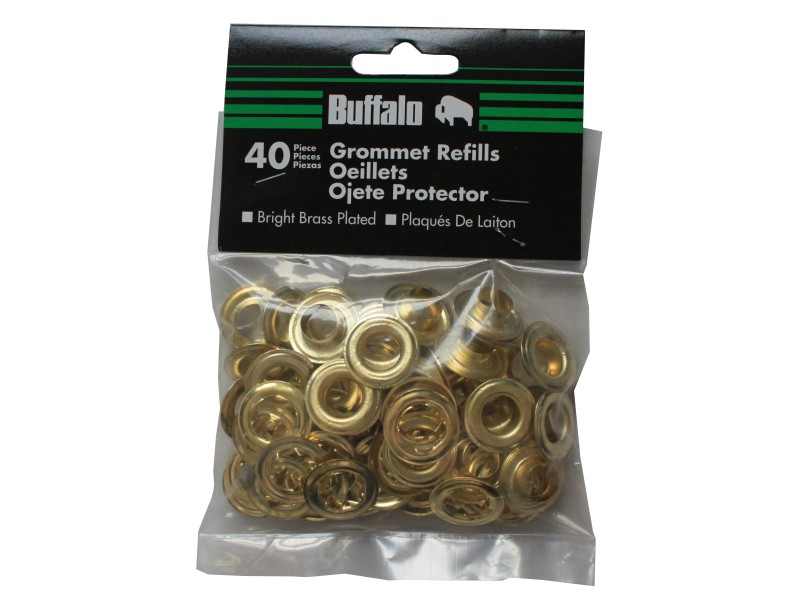 Buffalo ®
40 Piece Pieces Piezas
Grommet Refills
Oeillets
Ojete Protector
Bright Brass Plated Plaqués De Laiton